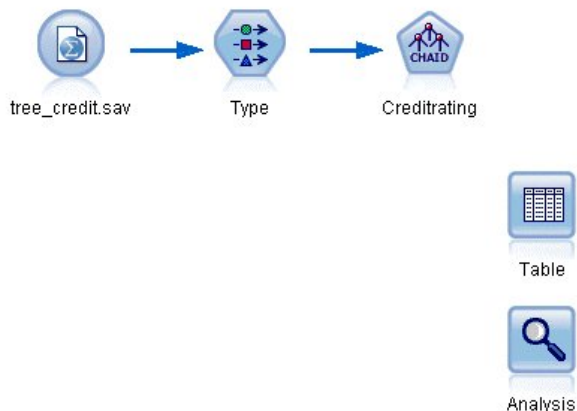 CHAID
tree_credit.sav
Type
Creditrating
Table
Analysis